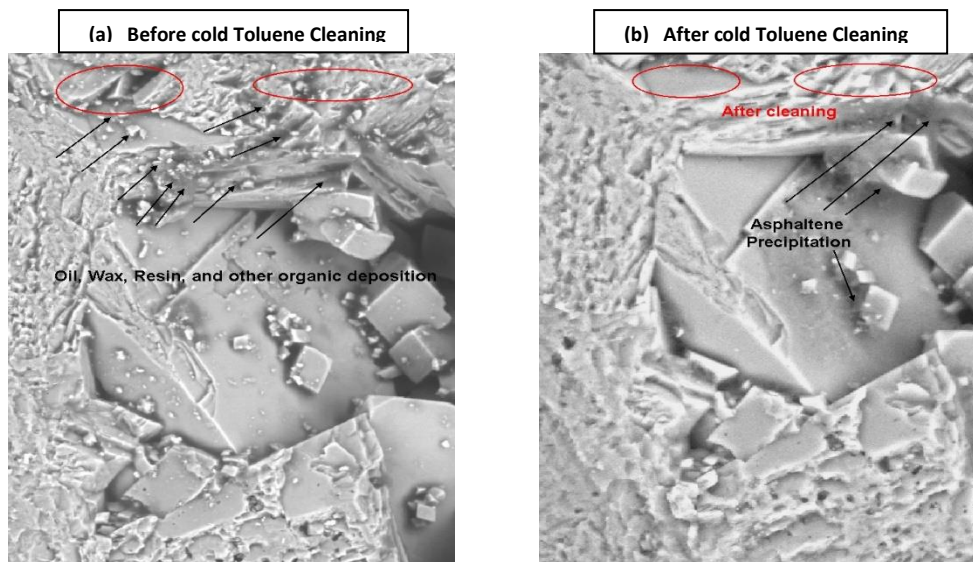 (a) Before cold Toluene Cleaning
Oil, Wax, Resin, and other organic deposition
(b) After cold Toluene Cleaning
After cleaning
Asphaltene
Precipitation